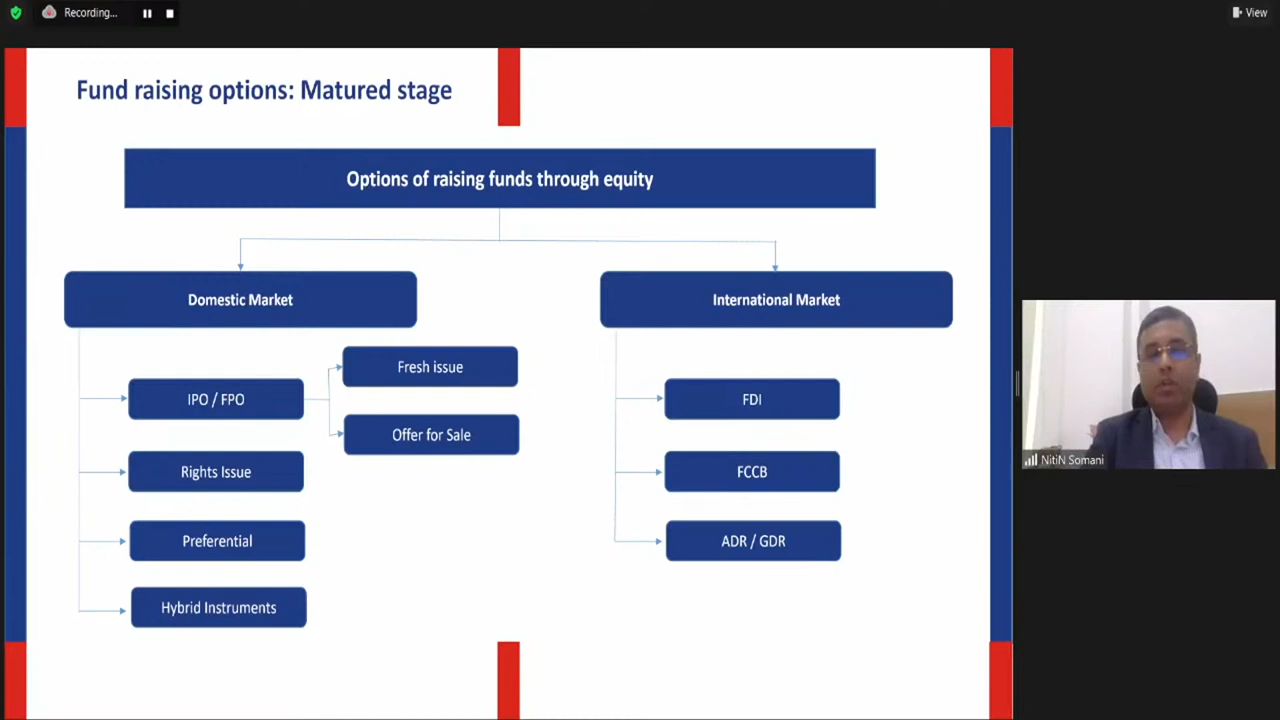 Recording...
View
Fund raising options: Matured stage
Options of raising funds through equity
Domestic Market
International Market
IPO / FPO
Fresh issue
Offer for Sale
Rights Issue
Preferential
Hybrid Instruments
FDI
FCCB
ADR / GDR
NitiN Somani